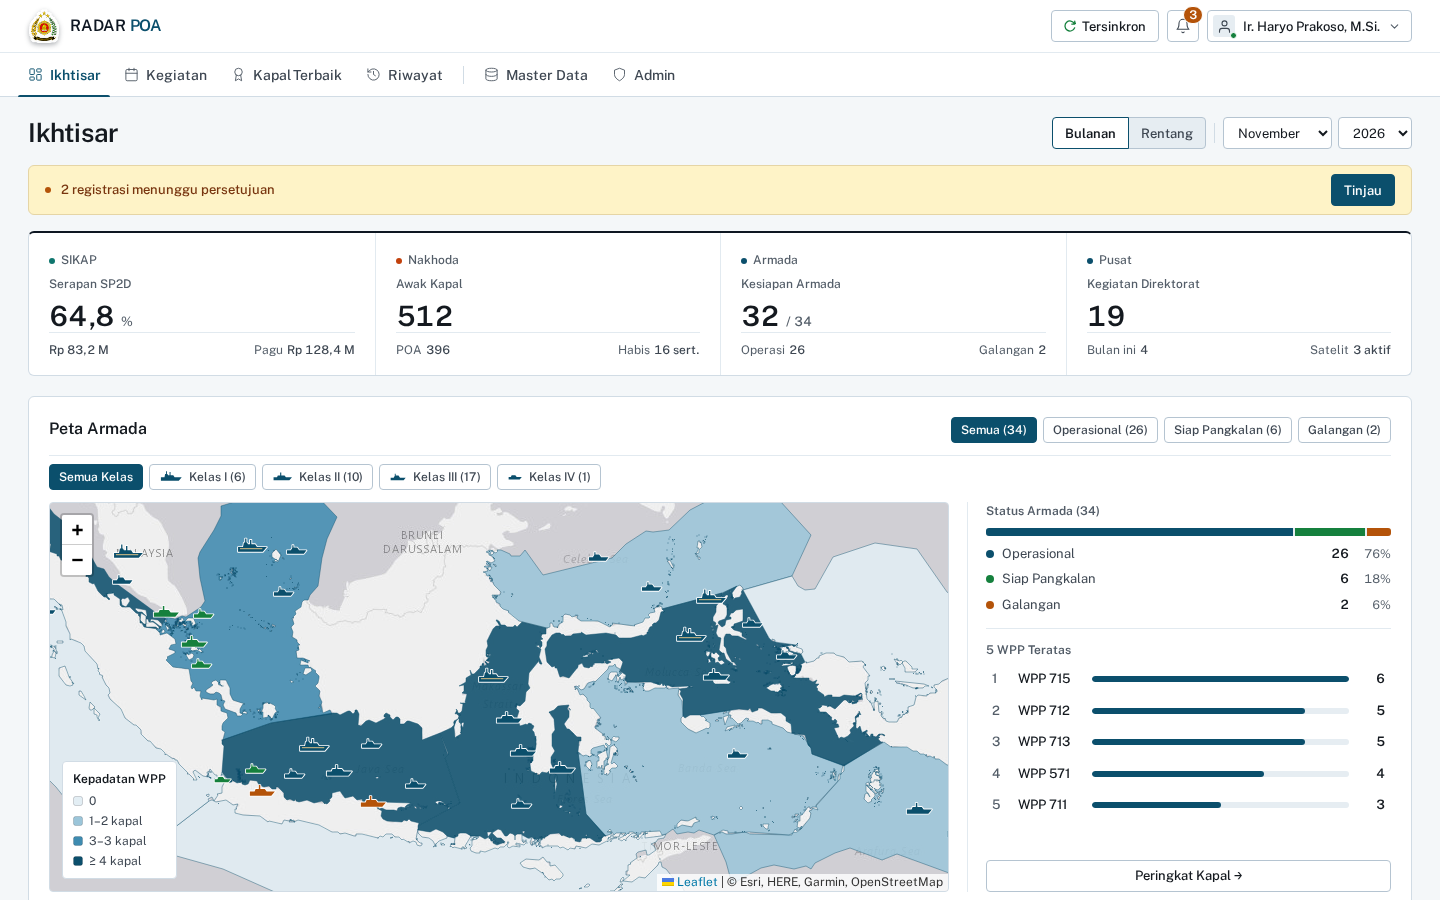 RADAR POA
Tersinkron
3
Ir. Haryo Prakoso, M.Si.
Ikhtisar
Kegiatan
Kapal Terbaik
Riwayat
Master Data
Admin
Ikhtisar
Bulanan
Rentang
November
2026
2 registrasi menunggu persetujuan
Tinjau
SIKAP
Serapan SP2D
64,8 %
Rp 83,2 M
Pagu Rp 128,4 M
Nakhoda
Awak Kapal
512
POA 396
Habis 16 sert.
Armada
Kesiapan Armada
32 / 34
Operasi 26
Galangan 2
Pusat
Kegiatan Direktorat
19
Bulan ini 4
Satelit 3 aktif
Peta Armada
Semua (34)
Operasional (26)
Siap Pangkalan (6)
Galangan (2)
Semua Kelas
Kelas I (6)
Kelas II (10)
Kelas III (17)
Kelas IV (1)
+
−
BRUNEI
DARUSSALAM
Kepadatan WPP
0
1–2 kapal
3–3 kapal
≥ 4 kapal
Leaflet | © Esri, HERE, Garmin, OpenStreetMap
Status Armada (34)
Operasional 26 76%
Siap Pangkalan 6 18%
Galangan 2 6%
5 WPP Teratas
1 WPP 715 6
2 WPP 712 5
3 WPP 713 5
4 WPP 571 4
5 WPP 711 3
Peringkat Kapal →